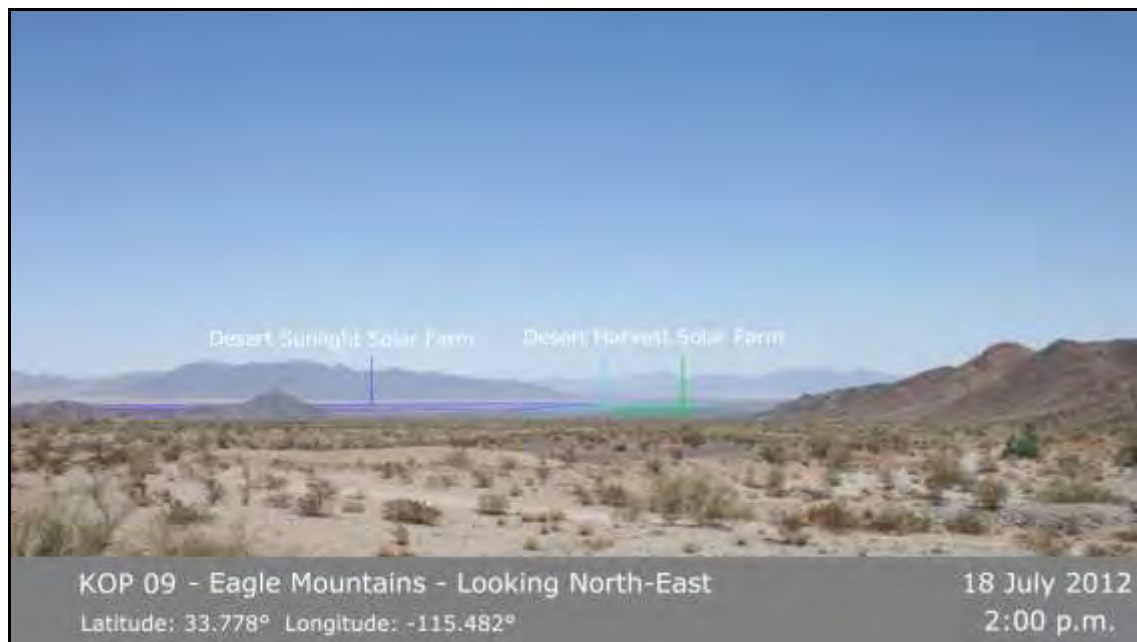 Desert Sunlight Solar Farm
Desert Harvest Solar Farm
KOP 09 - Eagle Mountains - Looking North-East
18 July 2012
Latitude: 33.778° Longitude: -115.482°
2:00 p.m.